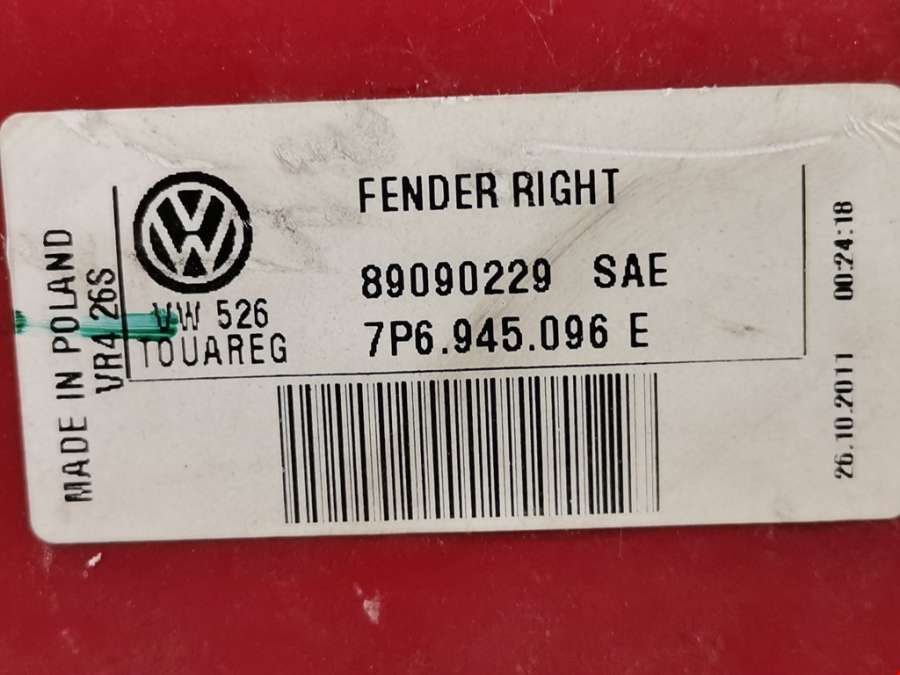 FENDER RIGHT
89090229 SAE
7P6.945.096 E
VW 526
TOUAREG
MADE IN POLAND
VR4 26S
26.10.2011 00:24:18